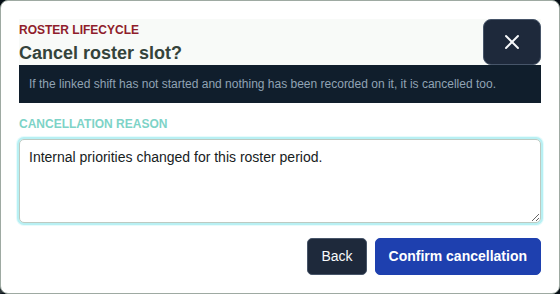 ROSTER LIFECYCLE
Cancel roster slot?
If the linked shift has not started and nothing has been recorded on it, it is cancelled too.
CANCELLATION REASON
Internal priorities changed for this roster period.
Back
Confirm cancellation